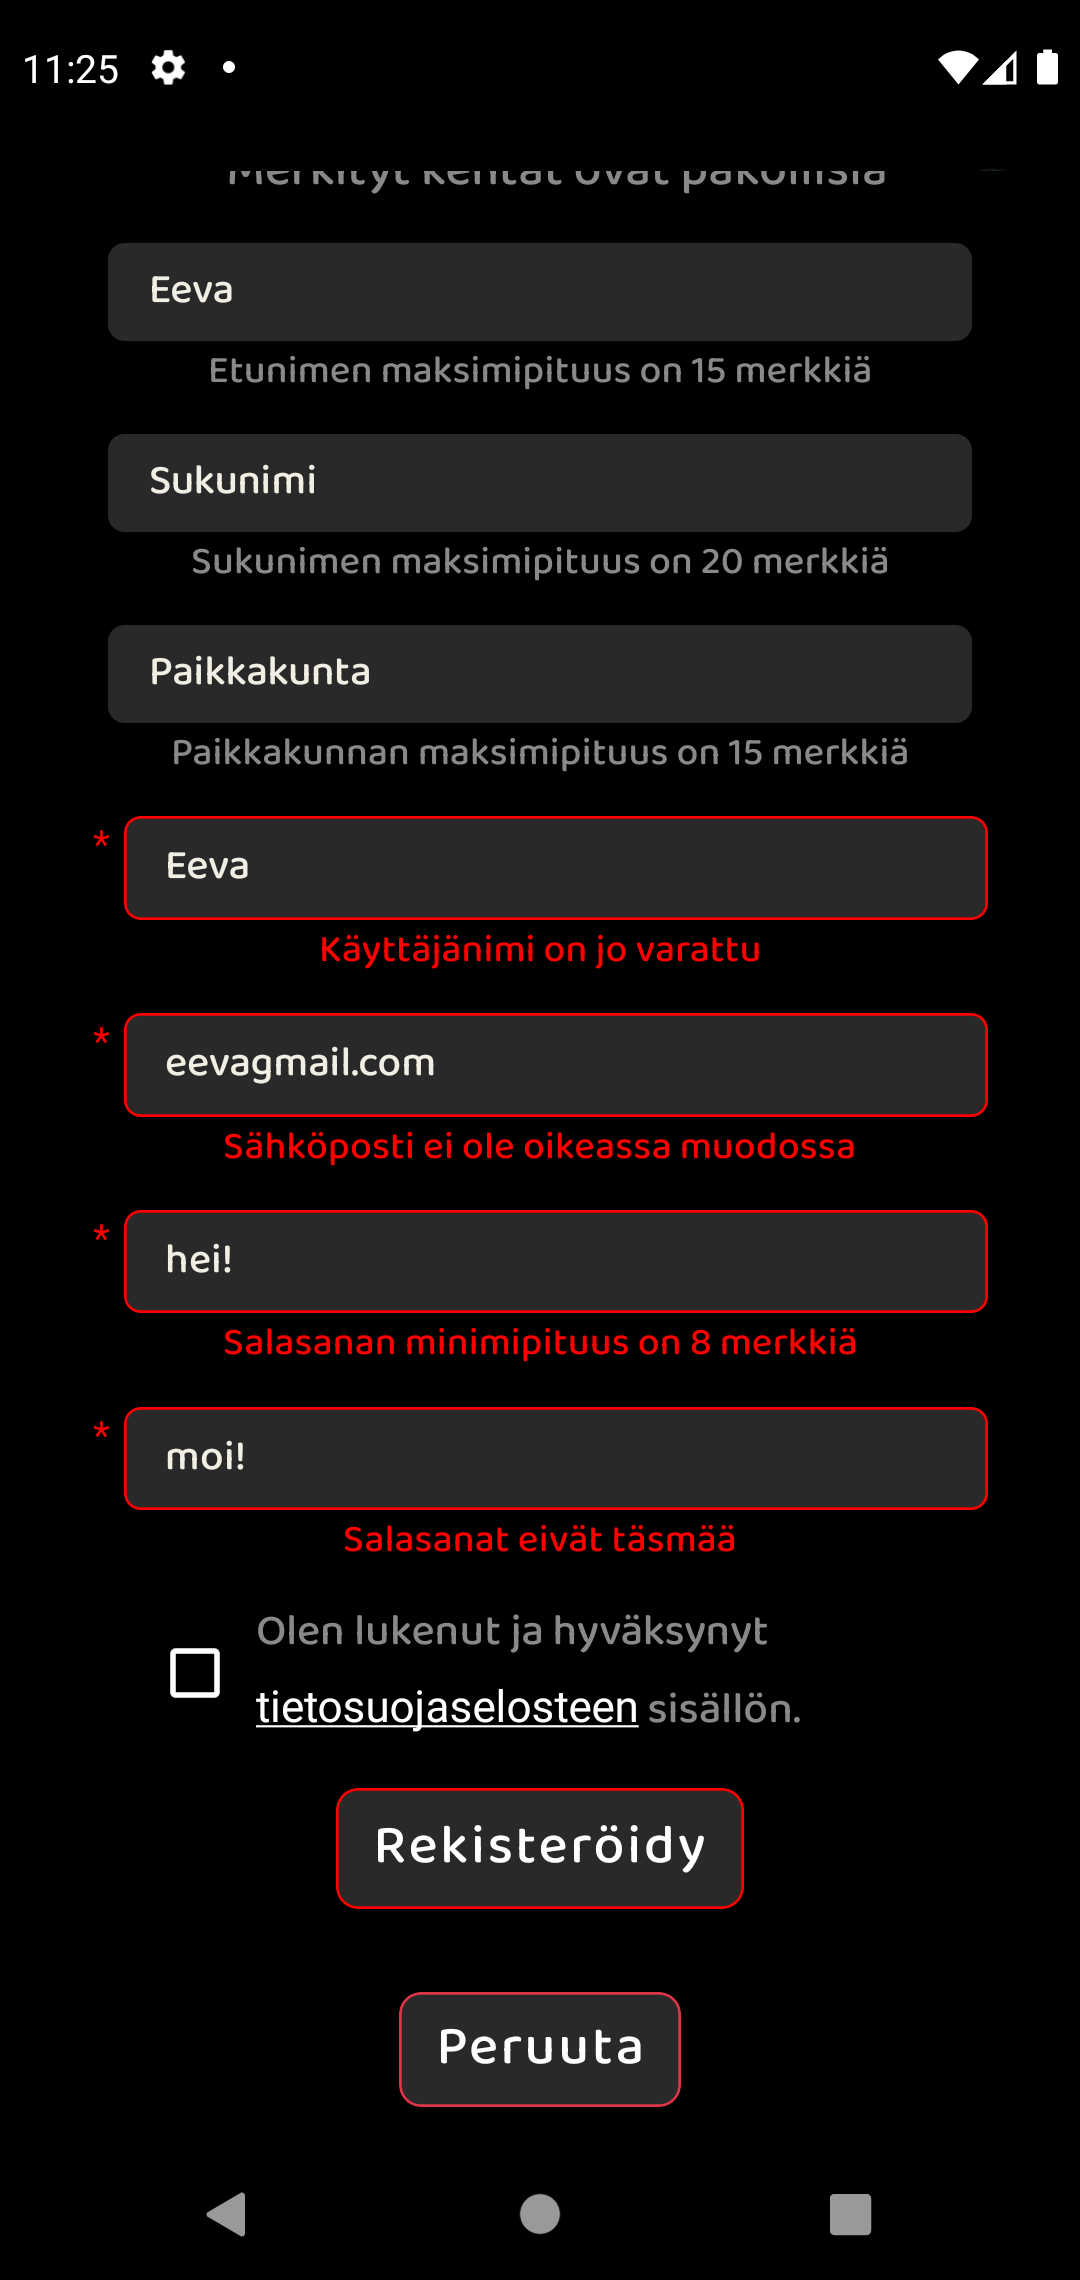 11:25
Merkityt kentät ovat pakollisia
Eeva
Etunimen maksimipituus on 15 merkkiä
Sukunimi
Sukunimen maksimipituus on 20 merkkiä
Paikkakunta
Paikkakunnan maksimipituus on 15 merkkiä
* Eeva
Käyttäjänimi on jo varattu
* eevagmail.com
Sähköposti ei ole oikeassa muodossa
* hei!
Salasanan minimipituus on 8 merkkiä
* moi!
Salasanat eivät täsmää
Olen lukenut ja hyväksynyt
tietosuojaselosteen sisällön.
Rekisteröidy
Peruuta